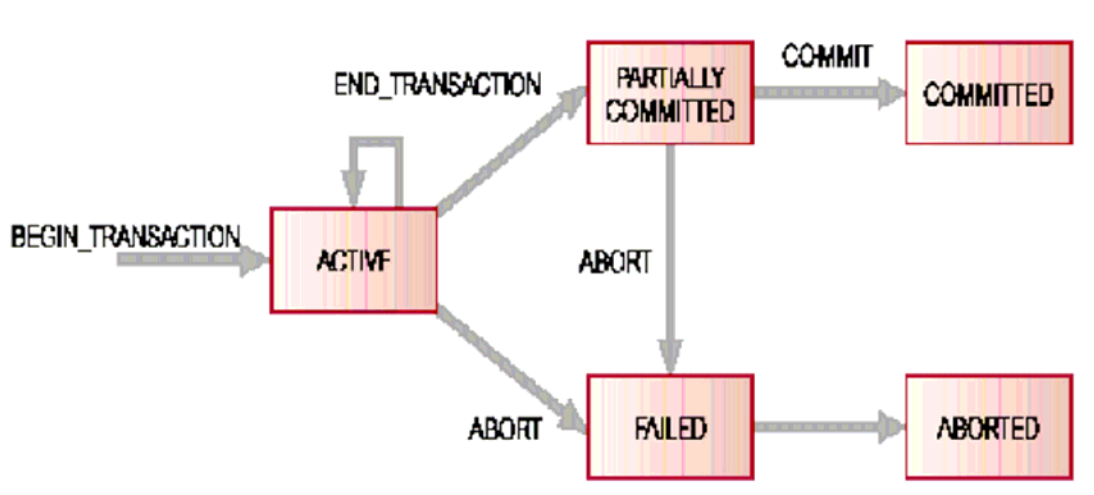 COMMIT
END_TRANSACTION
PARTIALLY
COMMITTED
COMMITTED
BEGIN_TRANSACTION
ACTIVE
ABORT
ABORT
FAILED
ABORTED